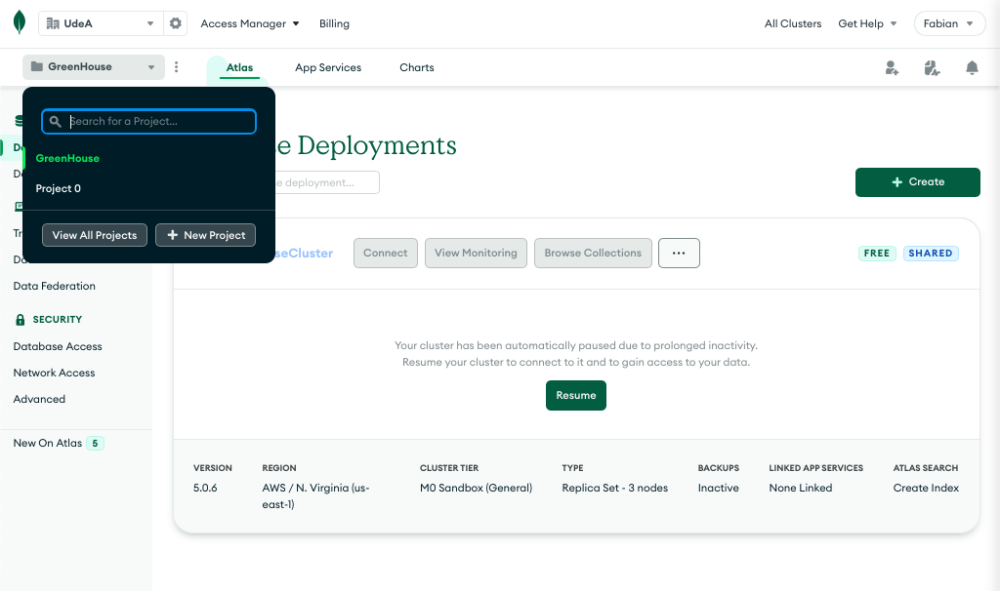 UdeA
Access Manager
Billing
All Clusters
Get Help
Fabian
GreenHouse
Atlas
App Services
Charts
Search for a Project...
GreenHouse
Project 0
View All Projects
New Project
Deployments
deployment...
Create
Data Federation
SECURITY
Database Access
Network Access
Advanced
New On Atlas 5
seCluster
Connect
View Monitoring
Browse Collections
...
FREE
SHARED
Your cluster has been automatically paused due to prolonged inactivity.
Resume your cluster to connect to it and to gain access to your data.
Resume
VERSION
5.0.6
REGION
AWS / N. Virginia (us-
east-1)
CLUSTER TIER
M0 Sandbox (General)
TYPE
Replica Set - 3 nodes
BACKUPS
Inactive
LINKED APP SERVICES
None Linked
ATLAS SEARCH
Create Index